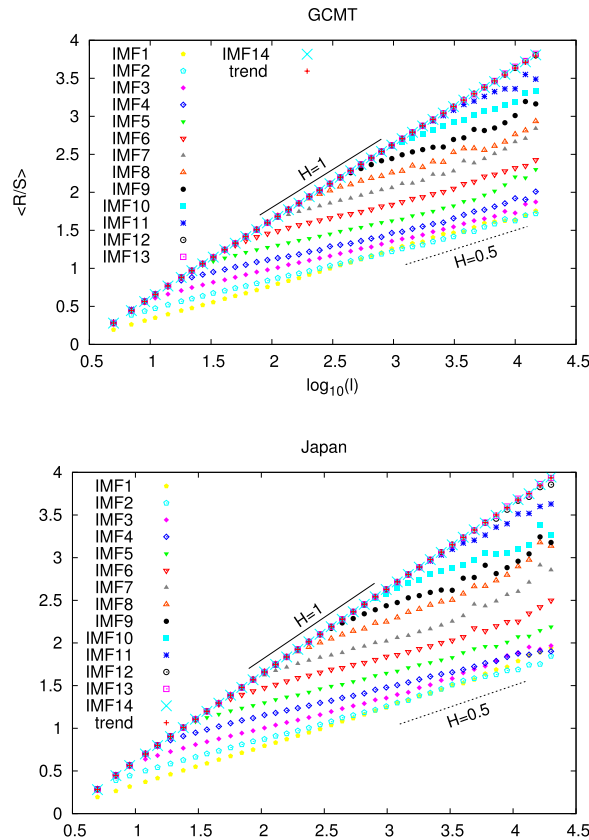 GCMT
IMF1
IMF2
IMF3
IMF4
IMF5
IMF6
IMF7
IMF8
IMF9
IMF10
IMF11
IMF12
IMF13
IMF14
trend
H=1
H=0.5
<R/S>
4
3.5
3
2.5
2
1.5
1
0.5
0
0.5 1 1.5 2 2.5 3 3.5 4 4.5
log10(l)
Japan
IMF1
IMF2
IMF3
IMF4
IMF5
IMF6
IMF7
IMF8
IMF9
IMF10
IMF11
IMF12
IMF13
IMF14
trend
H=1
H=0.5
4
3.5
3
2.5
2
1.5
1
0.5
0
0.5 1 1.5 2 2.5 3 3.5 4 4.5